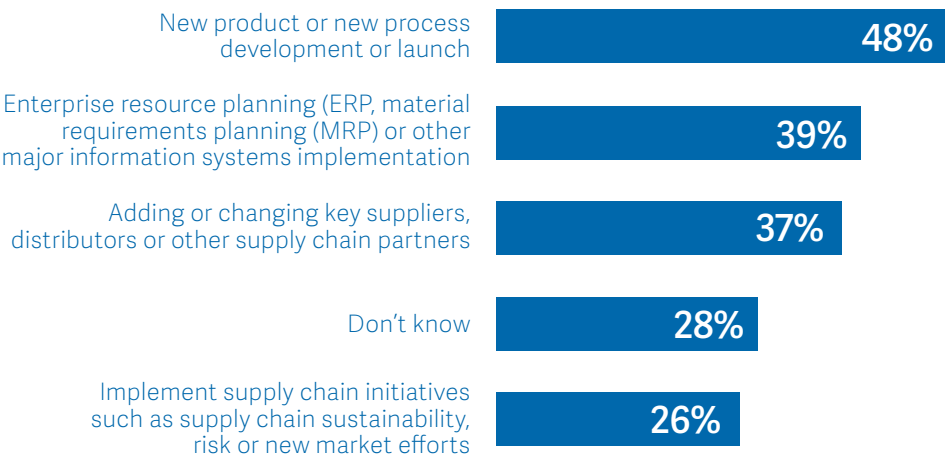 New product or new process
development or launch
48%
Enterprise resource planning (ERP, material
requirements planning (MRP) or other
major information systems implementation
39%
Adding or changing key suppliers,
distributors or other supply chain partners
37%
Don't know
28%
Implement supply chain initiatives
such as supply chain sustainability,
risk or new market efforts
26%